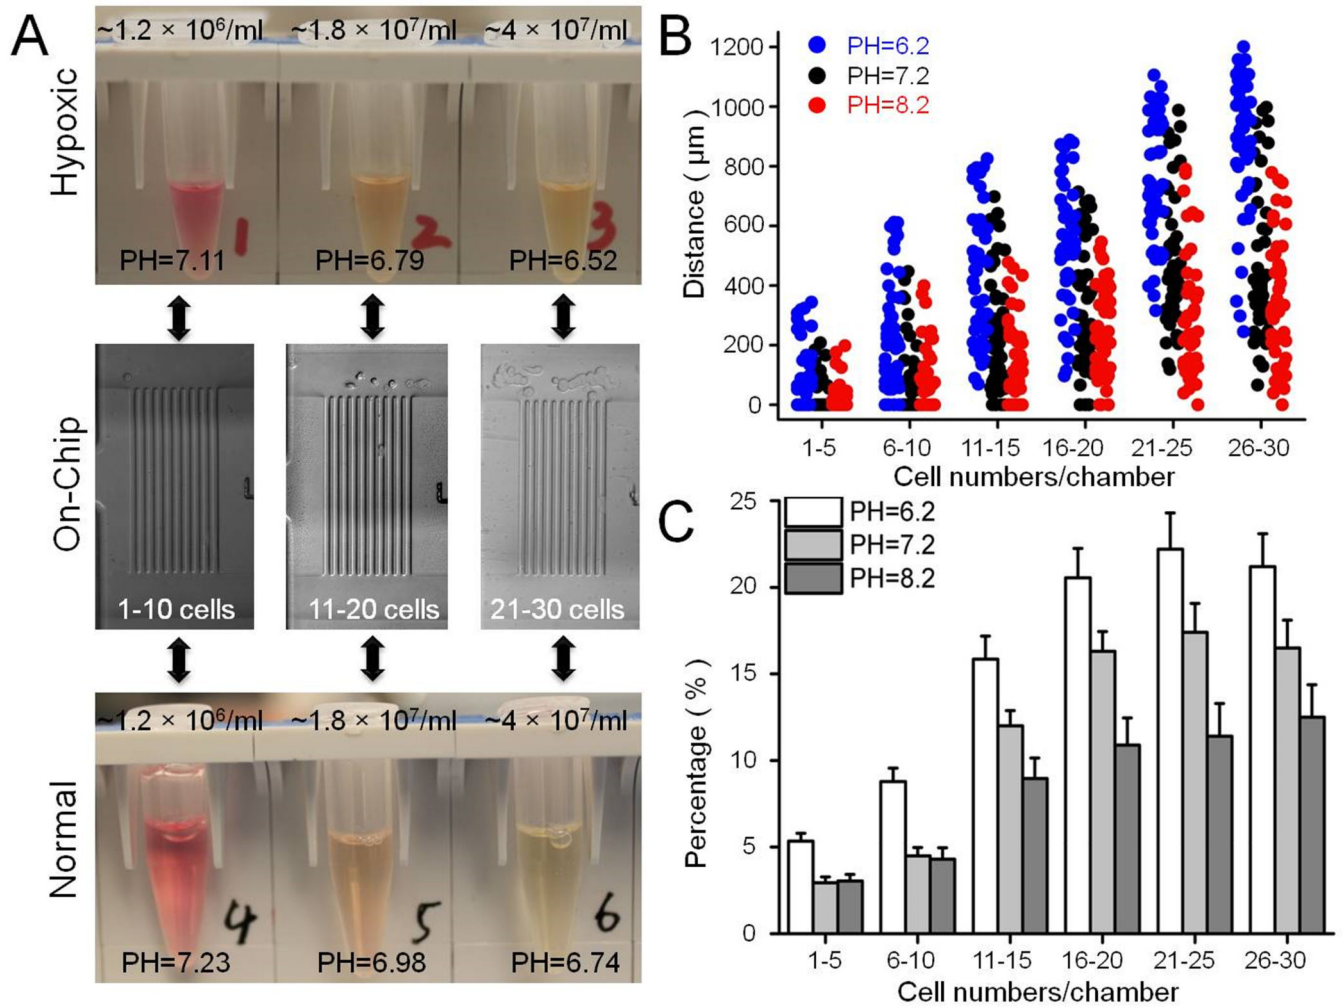 A
Hypoxic
~1.2 × 10⁶/ml
~1.8 × 10⁷/ml
~4 × 10⁷/ml
1
2
3
PH=7.11
PH=6.79
PH=6.52
On-Chip
1-10 cells
11-20 cells
21-30 cells
Normal
~1.2 × 10⁶/ml
~1.8 × 10⁷/ml
~4 × 10⁷/ml
4
5
6
PH=7.23
PH=6.98
PH=6.74
B
Distance ( µm )
1200
1000
800
600
400
200
0
PH=6.2
PH=7.2
PH=8.2
1-5
6-10
11-15
16-20
21-25
26-30
Cell numbers/chamber
C
Percentage ( % )
25
20
15
10
5
0
PH=6.2
PH=7.2
PH=8.2
1-5
6-10
11-15
16-20
21-25
26-30
Cell numbers/chamber